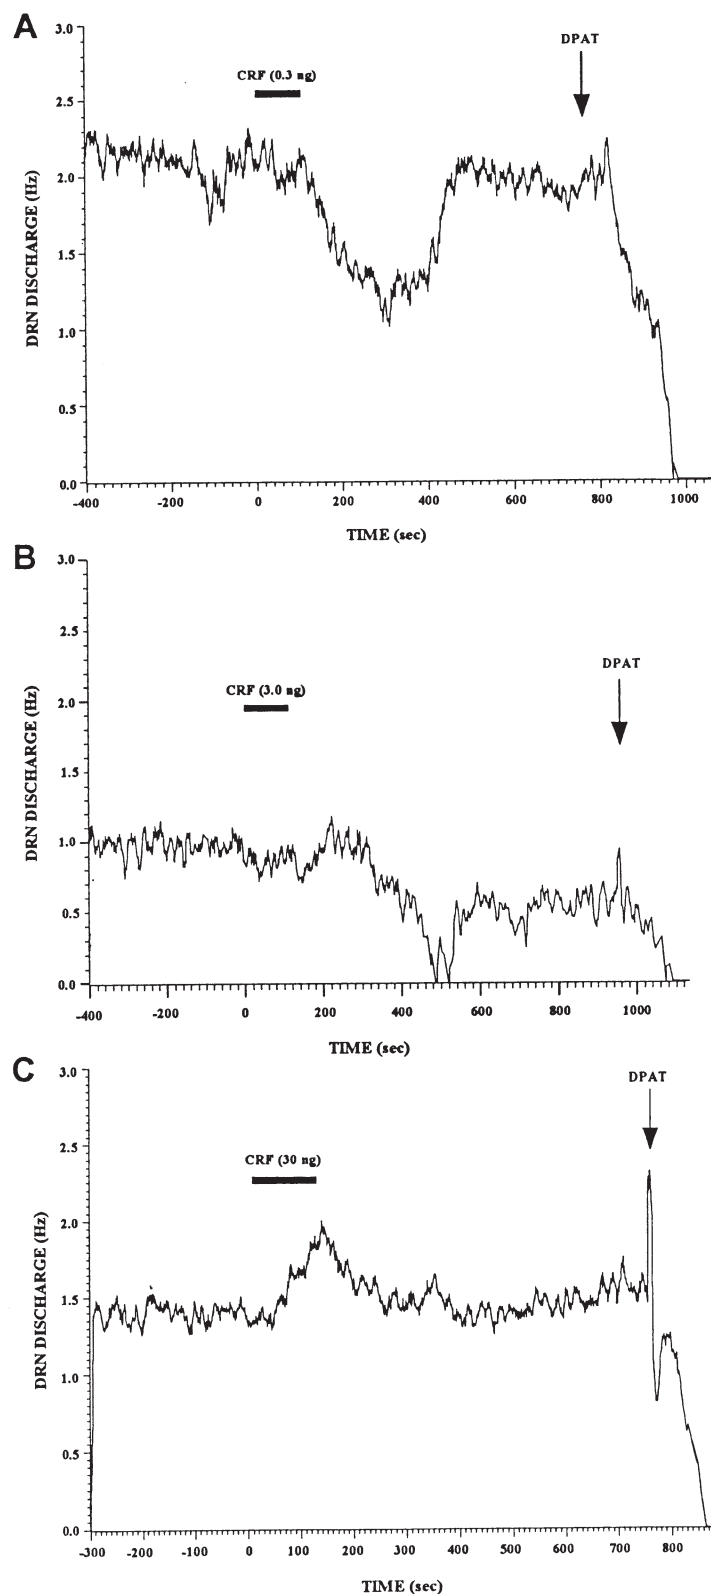 A
3.0
DPAT
CRF (0.3 ng)
2.5
2.0
1.5
1.0
0.5
0.0
DRN DISCHARGE (Hz)
-400 -200 0 200 400 600 800 1000
TIME (sec)
B
3.0
2.5
DPAT
CRF (3.0 ng)
2.0
1.5
1.0
0.5
0.0
DRN DISCHARGE (Hz)
-400 -200 0 200 400 600 800 1000
TIME (sec)
C
3.0
DPAT
2.5
CRF (30 ng)
2.0
1.5
1.0
0.5
0.0
DRN DISCHARGE (Hz)
-300 -200 -100 0 100 200 300 400 500 600 700 800
TIME (sec)